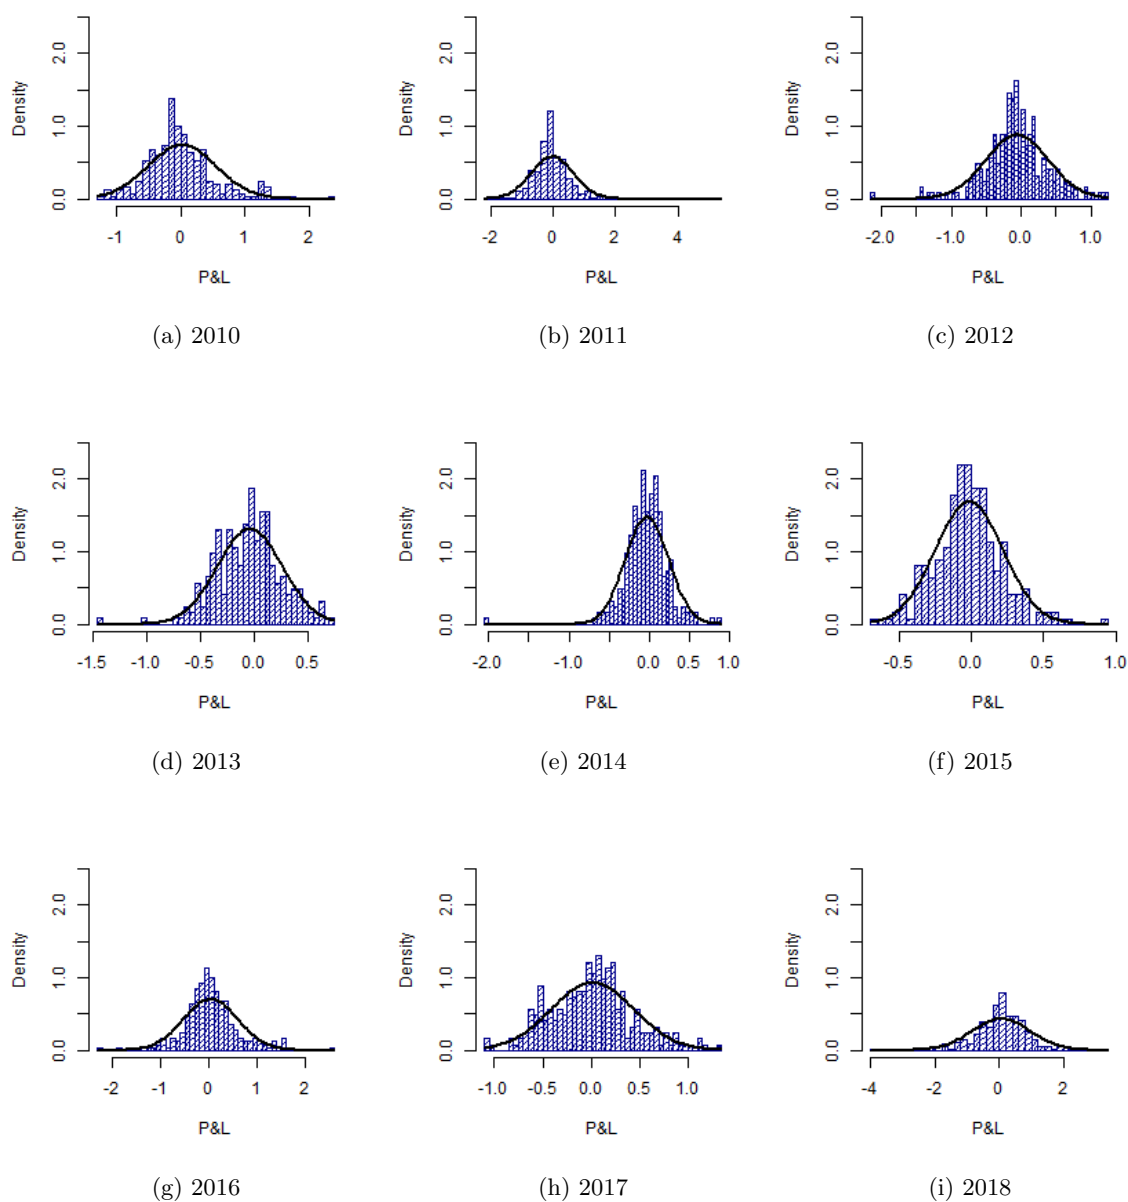 Density
2.0
1.0
0.0
-1 0 1 2
P&L
(a) 2010
Density
2.0
1.0
0.0
-2 0 2 4
P&L
(b) 2011
Density
2.0
1.0
0.0
-2.0 -1.0 0.0 1.0
P&L
(c) 2012
Density
2.0
1.0
0.0
-1.5 -1.0 -0.5 0.0 0.5
P&L
(d) 2013
Density
2.0
1.0
0.0
-2.0 -1.0 0.0 0.5 1.0
P&L
(e) 2014
Density
2.0
1.0
0.0
-0.5 0.0 0.5 1.0
P&L
(f) 2015
Density
2.0
1.0
0.0
-2 -1 0 1 2
P&L
(g) 2016
Density
2.0
1.0
0.0
-1.0 -0.5 0.0 0.5 1.0
P&L
(h) 2017
Density
2.0
1.0
0.0
-4 -2 0 2
P&L
(i) 2018